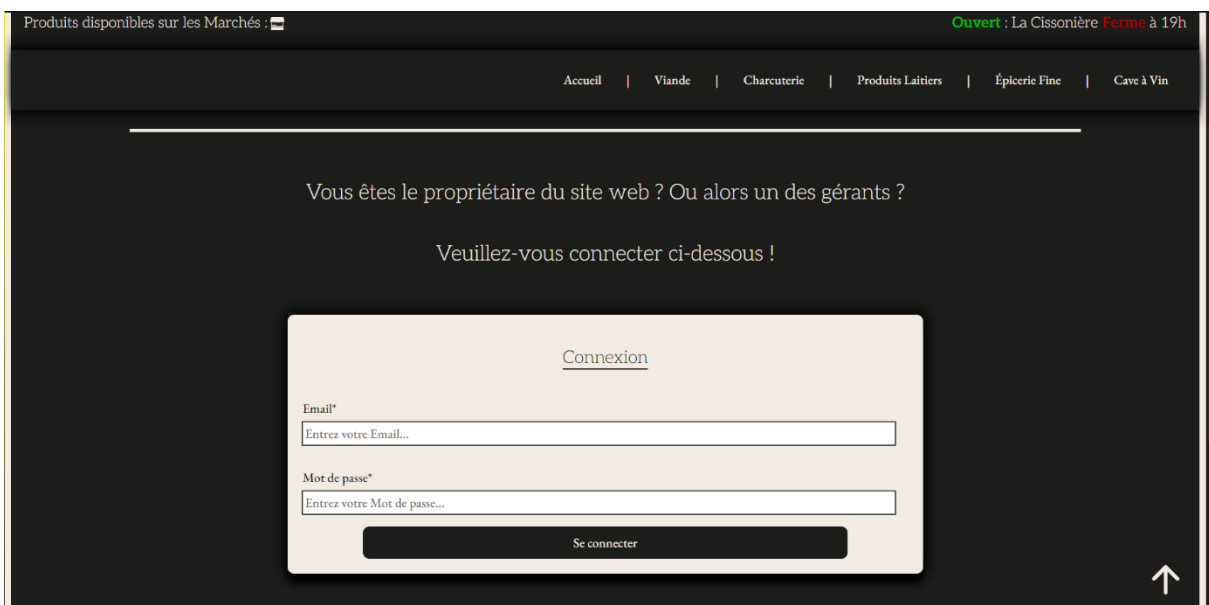 Produits disponibles sur les Marchés :
Ouvert : La Cissonière Ferme à 19h
Accueil | Viande | Charcuterie | Produits Laitiers | Épicerie Fine | Cave à Vin
Vous êtes le propriétaire du site web ? Ou alors un des gérants ?
Veuillez-vous connecter ci-dessous !
Connexion
Email*
Entrez votre Email...
Mot de passe*
Entrez votre Mot de passe...
Se connecter